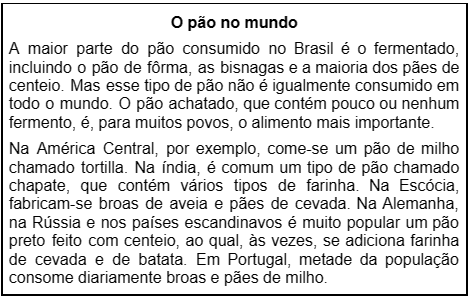 O pão no mundo
A maior parte do pão consumido no Brasil é o fermentado,
incluindo o pão de fôrma, as bisnagas e a maioria dos pães de
centeio. Mas esse tipo de pão não é igualmente consumido em
todo o mundo. O pão achatado, que contém pouco ou nenhum
fermento, é, para muitos povos, o alimento mais importante.
Na América Central, por exemplo, come-se um pão de milho
chamado tortilla. Na índia, é comum um tipo de pão chamado
chapate, que contém vários tipos de farinha. Na Escócia,
fabricam-se broas de aveia e pães de cevada. Na Alemanha,
na Rússia e nos países escandinavos é muito popular um pão
preto feito com centeio, ao qual, às vezes, se adiciona farinha
de cevada e de batata. Em Portugal, metade da população
consome diariamente broas e pães de milho.